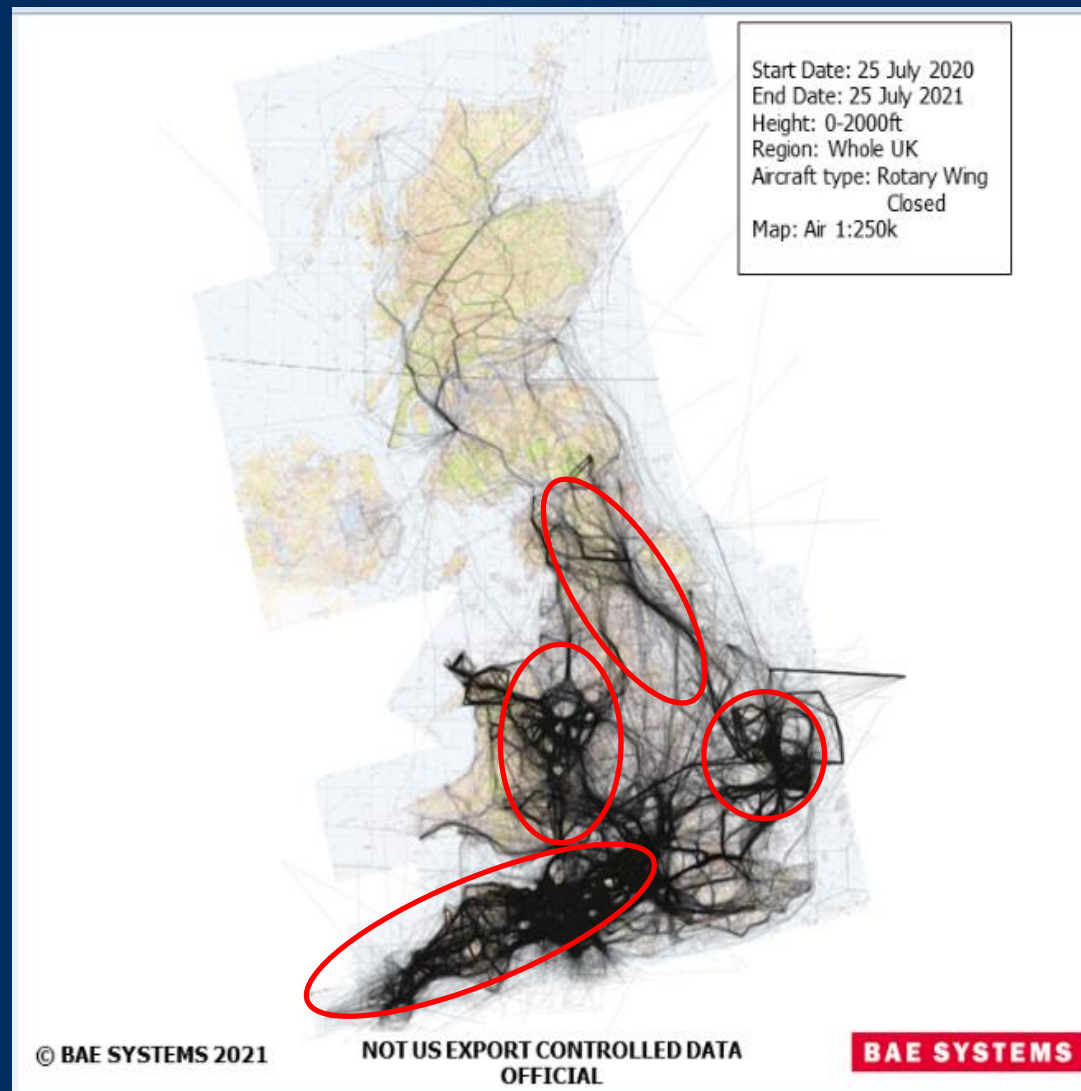 Start Date: 25 July 2020
End Date: 25 July 2021
Height: 0-2000ft
Region: Whole UK
Aircraft type: Rotary Wing
Closed
Map: Air 1:250k
© BAE SYSTEMS 2021
NOT US EXPORT CONTROLLED DATA
OFFICIAL
BAE SYSTEMS